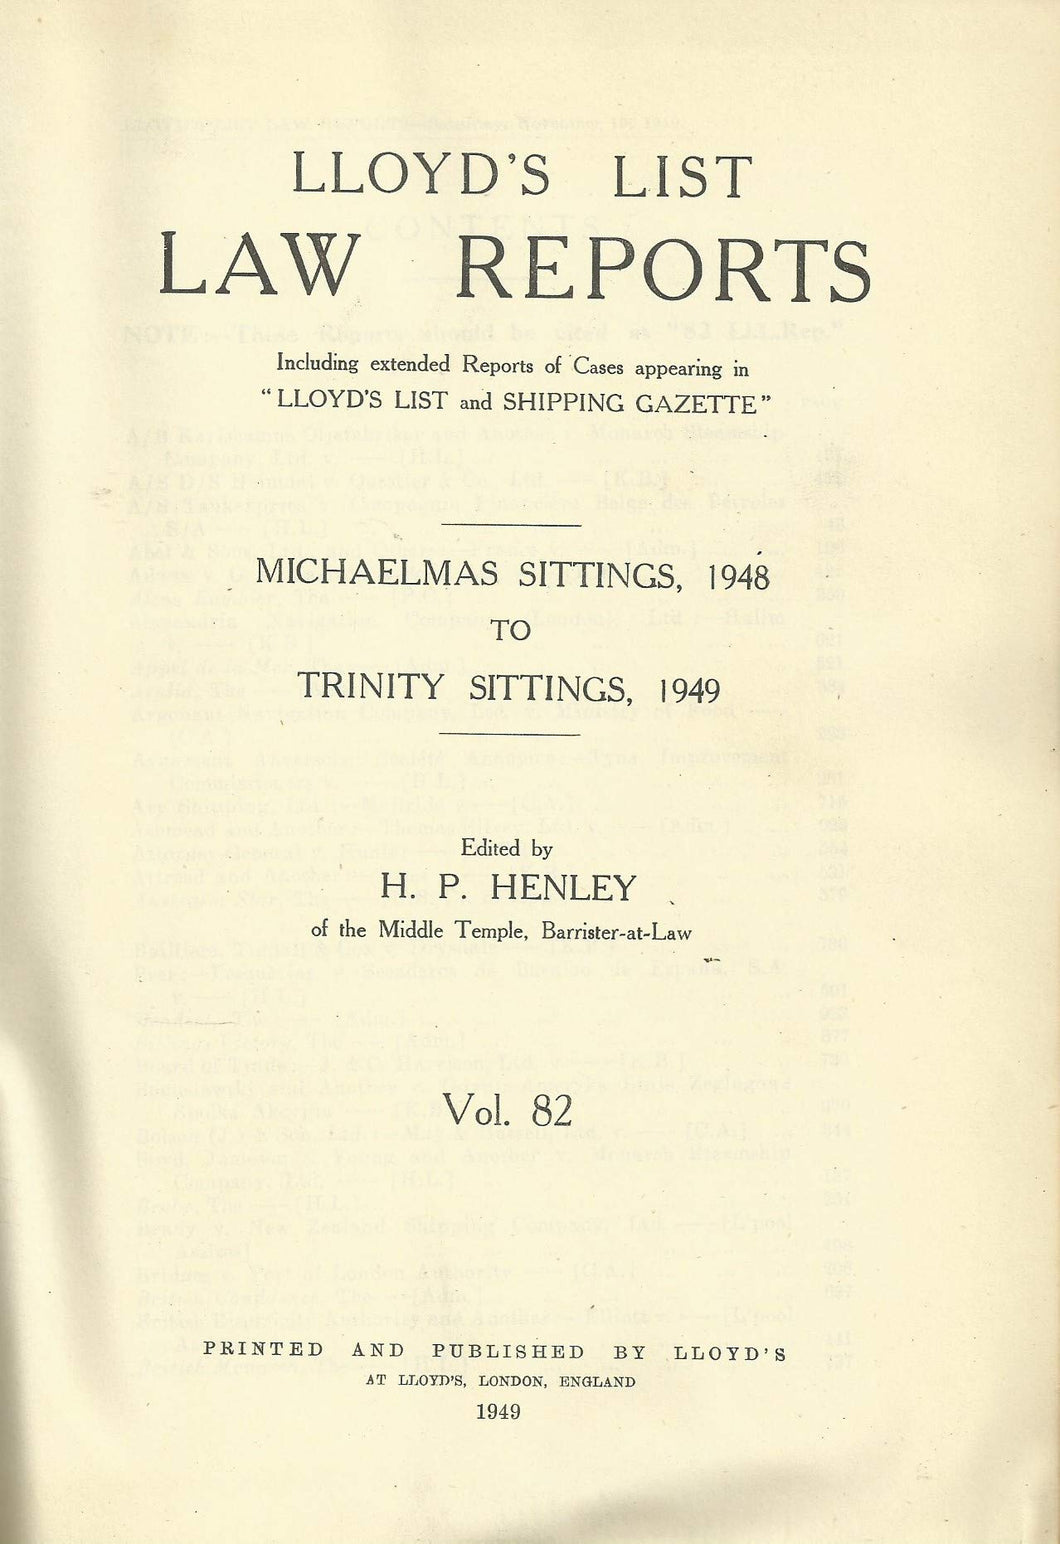 LLOYD'S LIST
LAW REPORTS
Including extended Reports of Cases appearing in
"LLOYD'S LIST and SHIPPING GAZETTE"
MICHAELMAS SITTINGS, 1948
TO
TRINITY SITTINGS, 1949
Edited by
H. P. HENLEY
of the Middle Temple, Barrister-at-Law
Vol. 82
PRINTED AND PUBLISHED BY LLOYD'S
AT LLOYD'S, LONDON, ENGLAND
1949